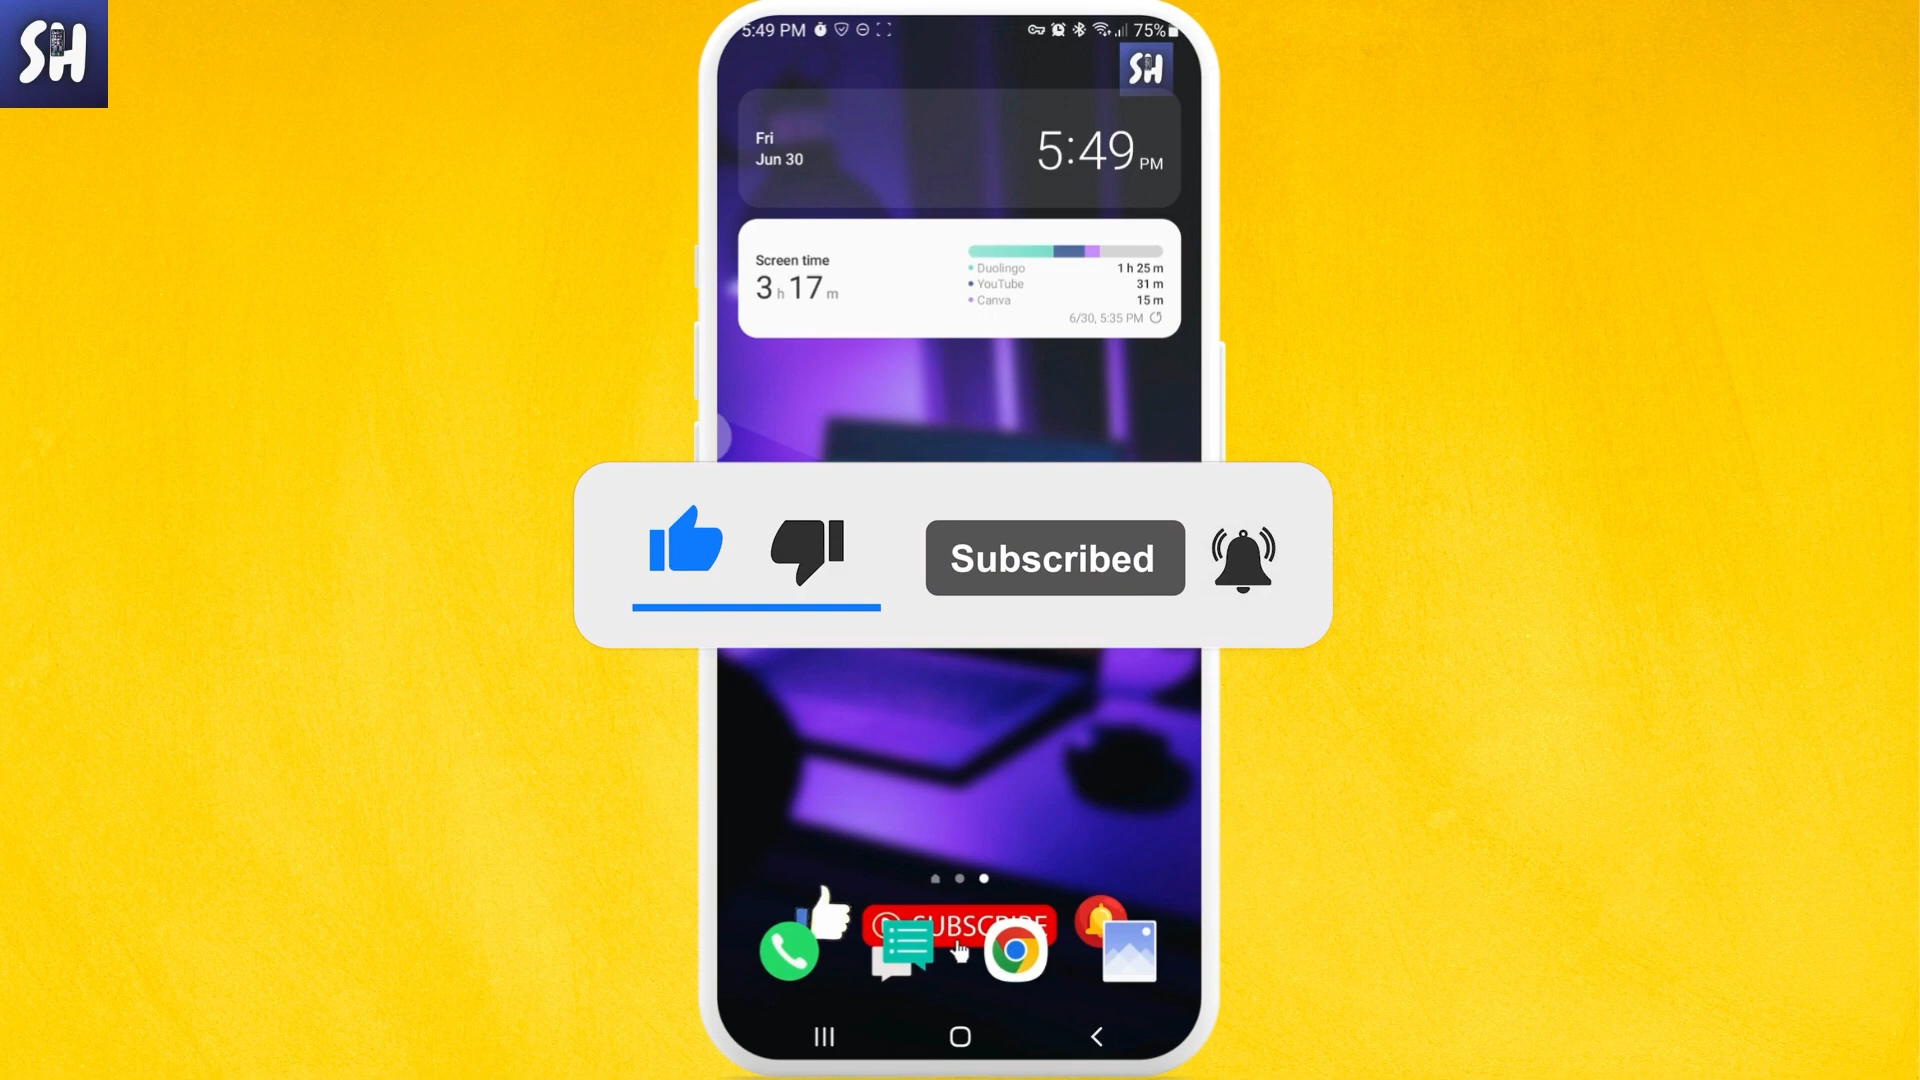 SH
5:49 PM
75%
SH
Fri
Jun 30
5:49 PM
Screen time
3 h 17 m
Duolingo 1 h 25 m
YouTube 31 m
Canva 15 m
6/30, 5:35 PM
Subscribed
SUBSCRIBE